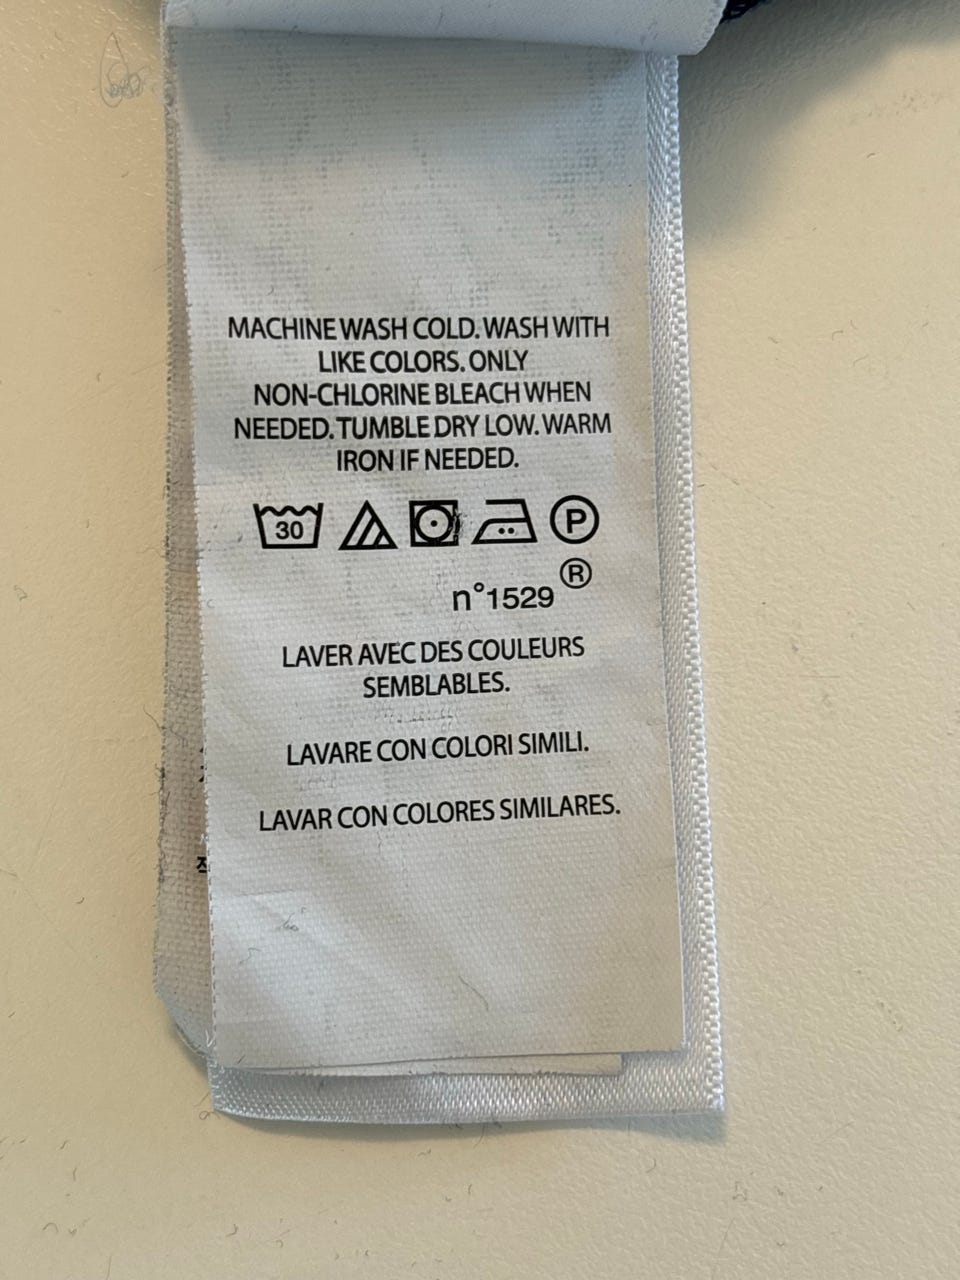 MACHINE WASH COLD. WASH WITH
LIKE COLORS. ONLY
NON-CHLORINE BLEACH WHEN
NEEDED. TUMBLE DRY LOW. WARM
IRON IF NEEDED.
30 P
n°1529 ®
LAVER AVEC DES COULEURS
SEMBLABLES.
LAVARE CON COLORI SIMILI.
LAVAR CON COLORES SIMILARES.